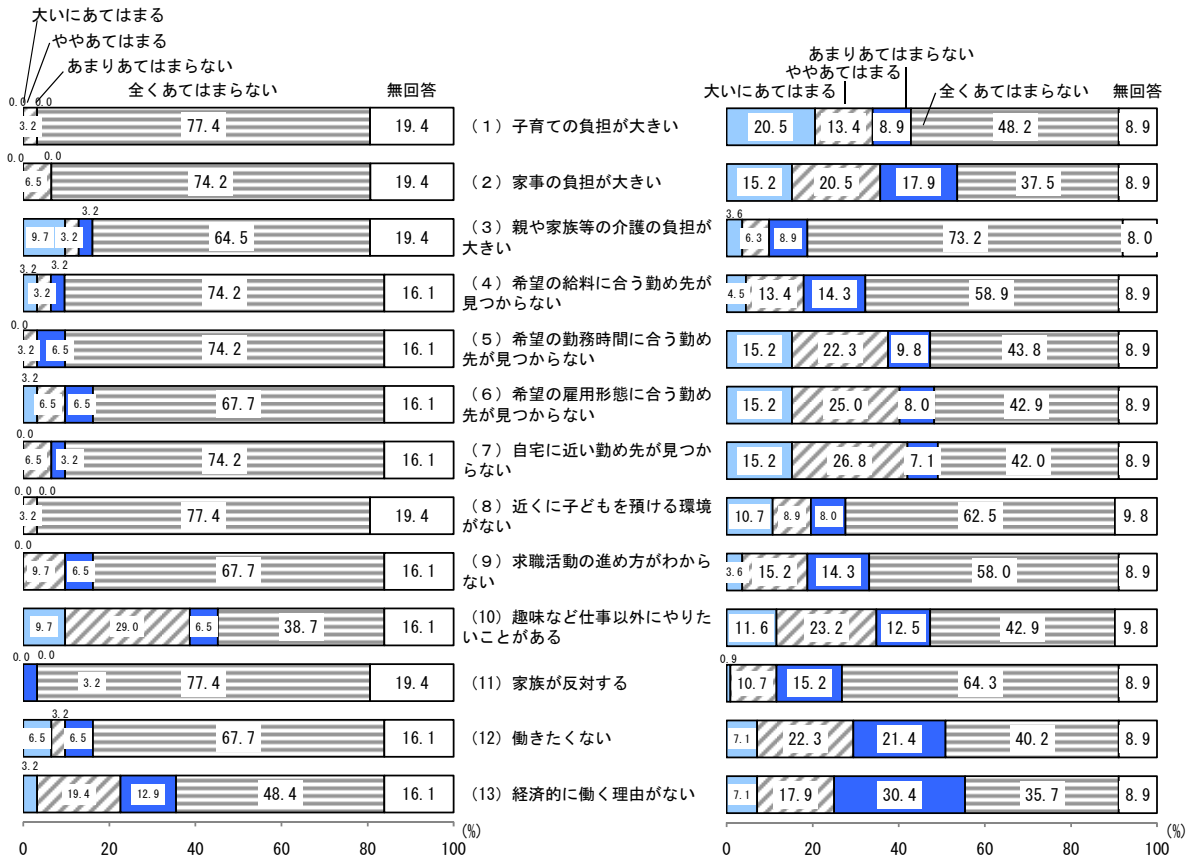 大いにあてはまる
ややあてはまる
あまりあてはまらない
全くあてはまらない 無回答
あまりあてはまらない
ややあてはまる
大いにあてはまる 全くあてはまらない 無回答
0.0 0.0
3.2 77.4 19.4 (1)子育ての負担が大きい 20.5 13.4 8.9 48.2 8.9
0.0 0.0
6.5 74.2 19.4 (2)家事の負担が大きい 15.2 20.5 17.9 37.5 8.9
3.2 3.6
9.7 3.2 64.5 19.4 (3)親や家族等の介護の負担が
大きい 6.3 8.9 73.2 8.0
3.2 3.2
3.2 74.2 16.1 (4)希望の給料に合う勤め先が
見つからない 4.5 13.4 14.3 58.9 8.9
0.0
3.2 6.5 74.2 16.1 (5)希望の勤務時間に合う勤め
先が見つからない 15.2 22.3 9.8 43.8 8.9
3.2
6.5 6.5 67.7 16.1 (6)希望の雇用形態に合う勤め
先が見つからない 15.2 25.0 8.0 42.9 8.9
0.0
6.5 3.2 74.2 16.1 (7)自宅に近い勤め先が見つか
らない 15.2 26.8 7.1 42.0 8.9
0.0 0.0
3.2 77.4 19.4 (8)近くに子どもを預ける環境
がない 10.7 8.9 8.0 62.5 9.8
0.0
9.7 6.5 67.7 16.1 (9)求職活動の進め方がわから
ない 3.6 15.2 14.3 58.0 8.9
9.7 29.0 6.5 38.7 16.1 (10)趣味など仕事以外にやりた
いことがある 11.6 23.2 12.5 42.9 9.8
0.0 0.0 0.9
3.2 77.4 19.4 (11)家族が反対する 10.7 15.2 64.3 8.9
3.2
6.5 6.5 67.7 16.1 (12)働きたくない 7.1 22.3 21.4 40.2 8.9
3.2
19.4 12.9 48.4 16.1 (13)経済的に働く理由がない 7.1 17.9 30.4 35.7 8.9
(%) (%)
0 20 40 60 80 100 0 20 40 60 80 100